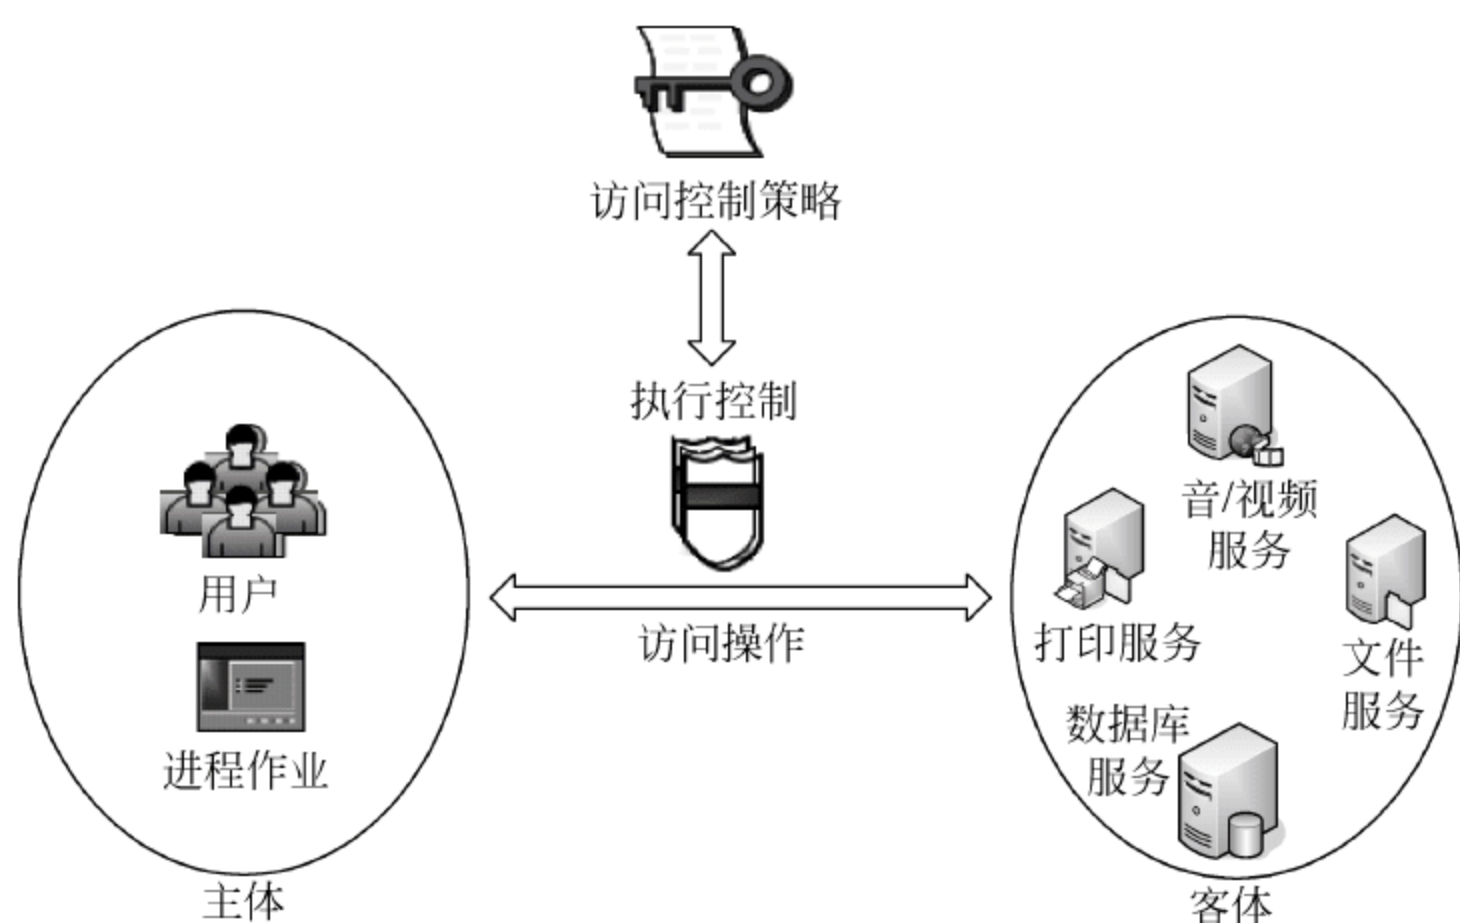 访问控制策略
执行控制
访问操作
用户
进程作业
主体
音/视频
服务
打印服务
文件
服务
数据库
服务
客体